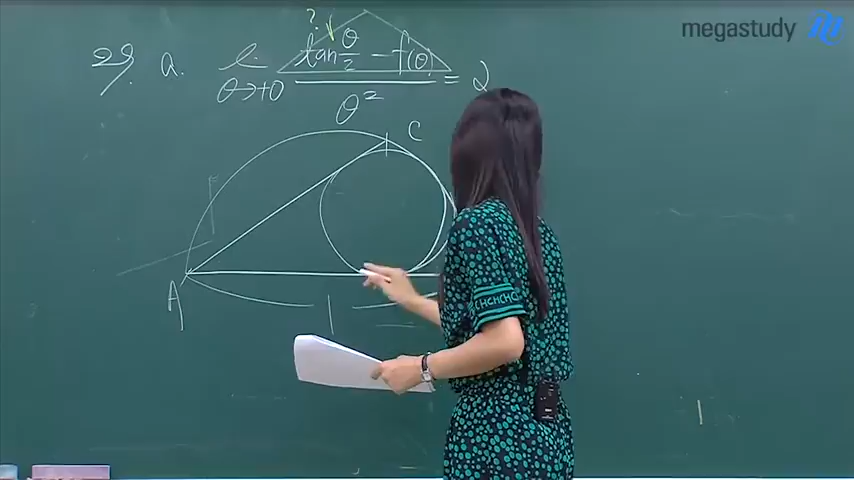 megastudy
?
29. a. lim tan θ/2 − f(θ) = 2
θ→+0 θ²
C
A
1